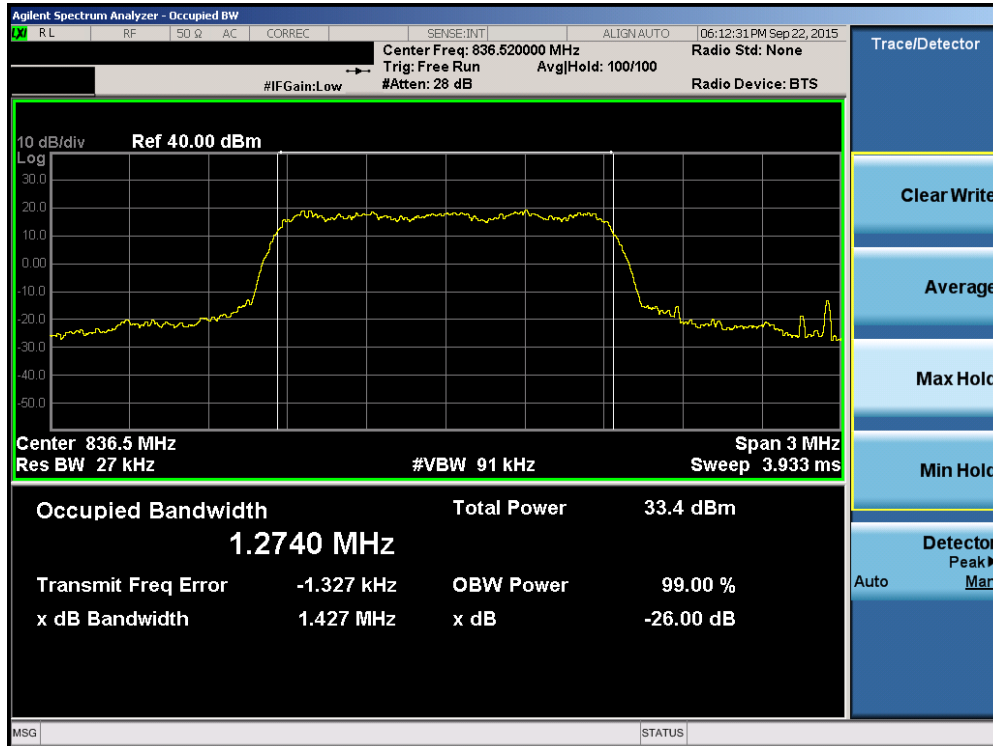 Agilent Spectrum Analyzer - Occupied BW
LXI RL RF 50 Ω AC CORREC SENSE:INT ALIGN AUTO 06:12:31 PM Sep 22, 2015
Center Freq: 836.520000 MHz Radio Std: None
Trig: Free Run Avg|Hold: 100/100
#IFGain:Low #Atten: 28 dB Radio Device: BTS
10 dB/div Ref 40.00 dBm
Log
30.0
20.0
10.0
0.00
-10.0
-20.0
-30.0
-40.0
-50.0
Center 836.5 MHz Span 3 MHz
Res BW 27 kHz #VBW 91 kHz Sweep 3.933 ms
Occupied Bandwidth Total Power 33.4 dBm
1.2740 MHz
Transmit Freq Error -1.327 kHz OBW Power 99.00 %
x dB Bandwidth 1.427 MHz x dB -26.00 dB
MSG STATUS
Trace/Detector
Clear Write
Average
Max Hold
Min Hold
Detector
Peak▶
Auto Man